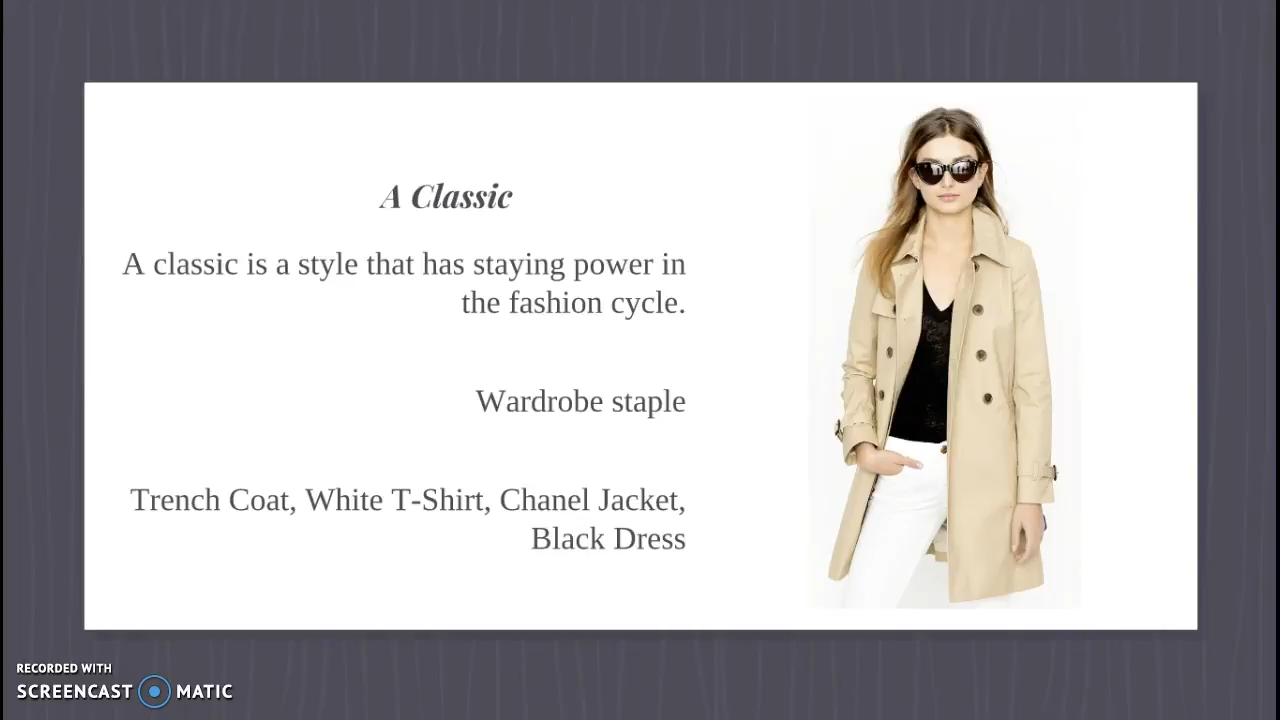 A Classic
A classic is a style that has staying power in
the fashion cycle.
Wardrobe staple
Trench Coat, White T-Shirt, Chanel Jacket,
Black Dress
RECORDED WITH
SCREENCAST MATIC